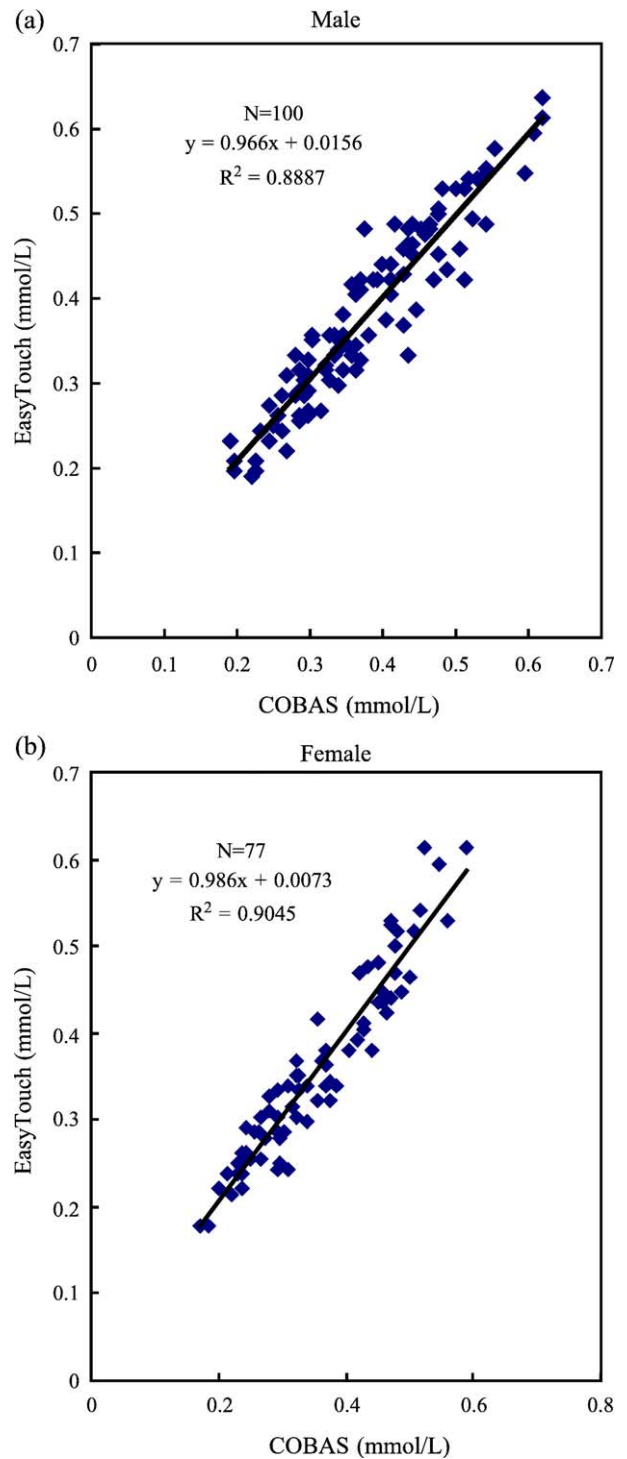 (a)
Male
0.7
0.6
0.5
0.4
0.3
0.2
0.1
0
EasyTouch (mmol/L)
N=100
y = 0.966x + 0.0156
R² = 0.8887
0 0.1 0.2 0.3 0.4 0.5 0.6 0.7
COBAS (mmol/L)
(b)
Female
0.7
0.6
0.5
0.4
0.3
0.2
0.1
0
EasyTouch (mmol/L)
N=77
y = 0.986x + 0.0073
R² = 0.9045
0 0.2 0.4 0.6 0.8
COBAS (mmol/L)